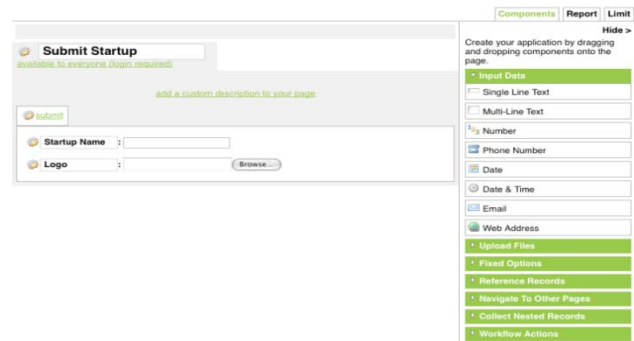 Components Report Limit
Hide >
Submit Startup
available to everyone (login required)
add a custom description to your page
submit
Startup Name :
Logo : Browse...
Create your application by dragging
and dropping components onto the
page.
Input Data
Single Line Text
Multi-Line Text
Number
Phone Number
Date
Date & Time
Email
Web Address
Upload Files
Fixed Options
Reference Records
Navigate To Other Pages
Collect Nested Records
Workflow Actions